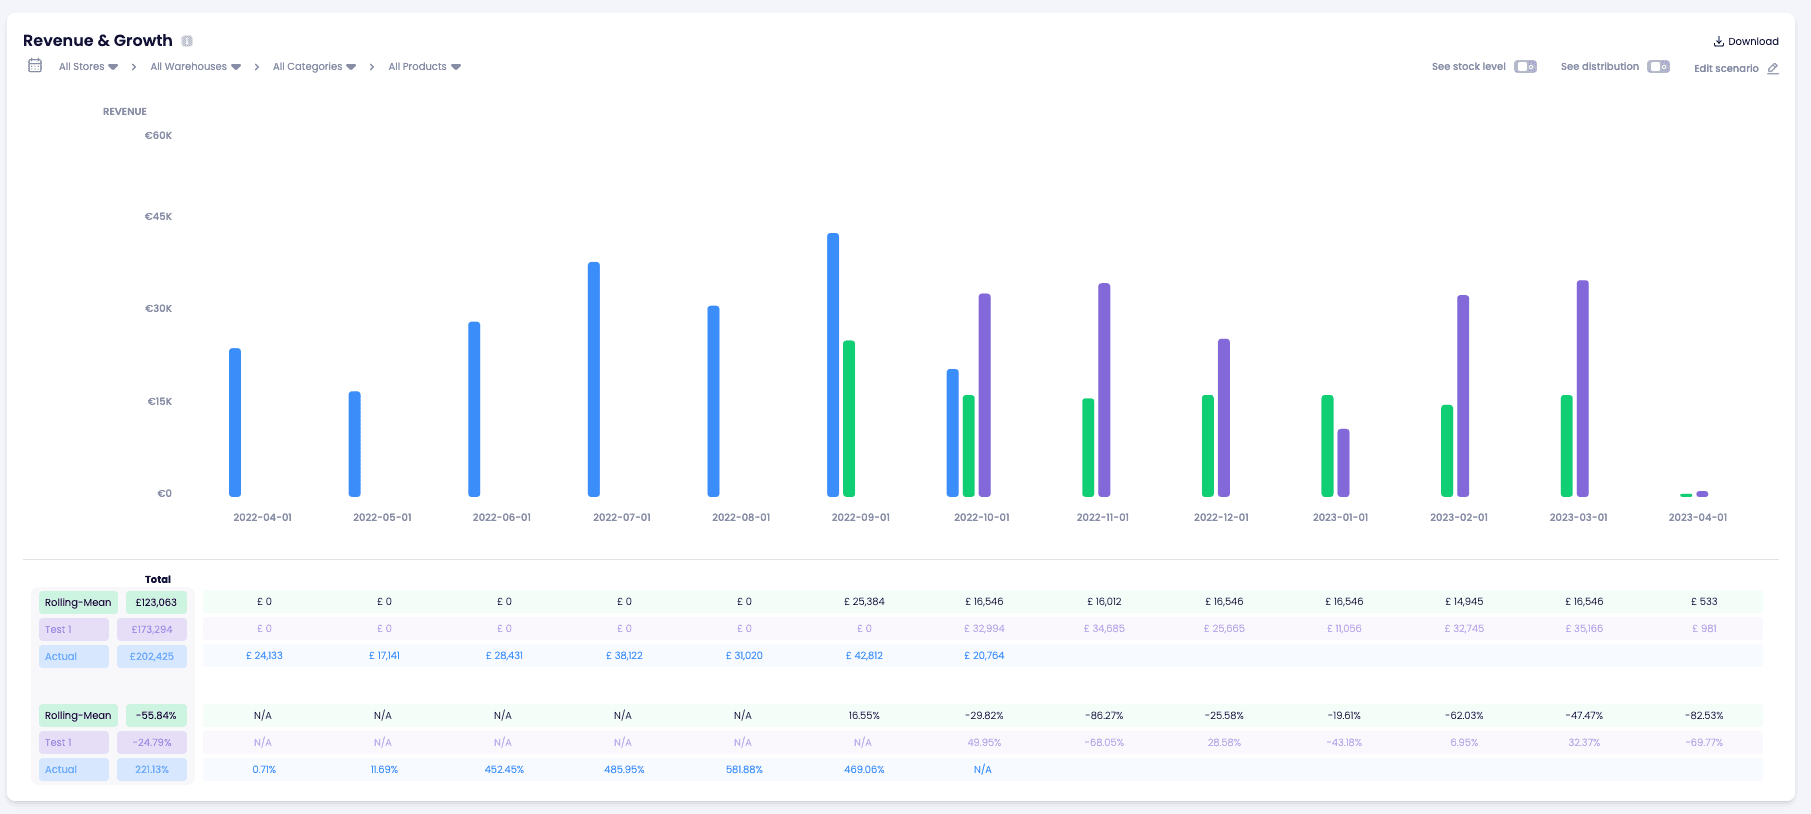 Revenue & Growth
Download
All Stores > All Warehouses > All Categories > All Products
See stock level
See distribution
Edit scenario
REVENUE
€60K
€45K
€30K
€15K
€0
2022-04-01 2022-05-01 2022-06-01 2022-07-01 2022-08-01 2022-09-01 2022-10-01 2022-11-01 2022-12-01 2023-01-01 2023-02-01 2023-03-01 2023-04-01
Total
Rolling-Mean £123,063 £ 0 £ 0 £ 0 £ 0 £ 0 £ 25,384 £ 16,546 £ 16,012 £ 16,546 £ 16,546 £ 14,945 £ 16,546 £ 533
Test 1 £173,294 £ 0 £ 0 £ 0 £ 0 £ 0 £ 0 £ 32,994 £ 34,685 £ 25,665 £ 11,056 £ 32,745 £ 35,166 £ 981
Actual £202,425 £ 24,133 £ 17,141 £ 28,431 £ 38,122 £ 31,020 £ 42,812 £ 20,764
Rolling-Mean -55.84% N/A N/A N/A N/A N/A 16.55% -29.82% -86.27% -25.58% -19.61% -62.03% -47.47% -82.53%
Test 1 -24.79% N/A N/A N/A N/A N/A N/A 49.95% -68.05% 28.58% -43.18% 6.95% 32.37% -69.77%
Actual 221.13% 0.71% 11.69% 452.45% 485.95% 581.88% 469.06% N/A